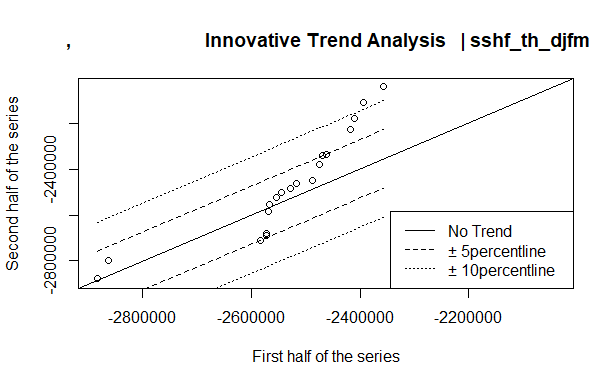 , Innovative Trend Analysis | sshf_th_djfm
Second half of the series
-2400000
-2800000
No Trend
± 5percentline
± 10percentline
-2800000 -2600000 -2400000 -2200000
First half of the series